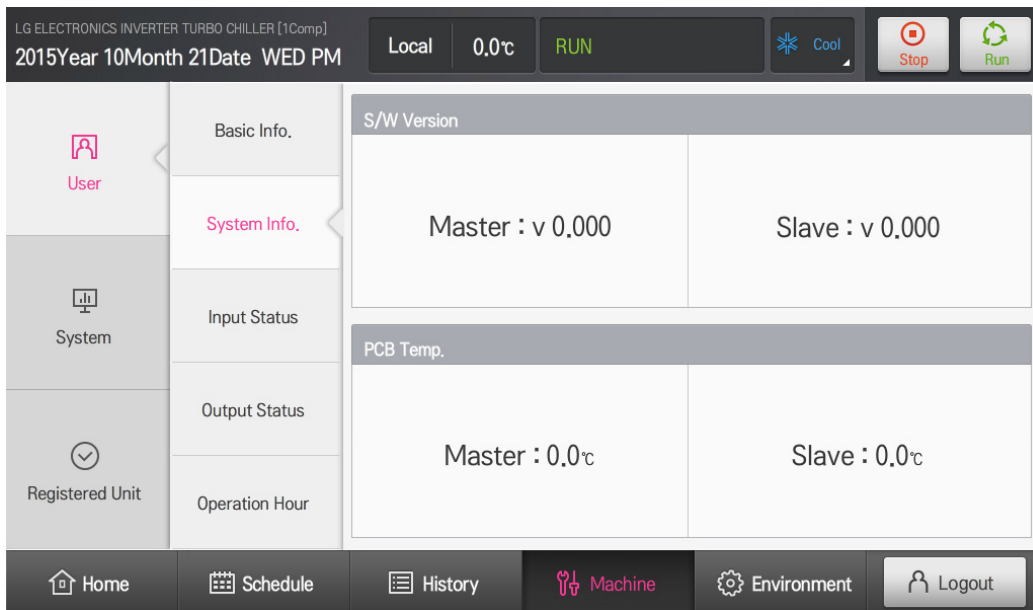 LG ELECTRONICS INVERTER TURBO CHILLER [1Comp]
2015Year 10Month 21Date WED PM
Local 0.0℃ RUN Cool Stop Run
User
System
Registered Unit
Basic Info.
System Info.
Input Status
Output Status
Operation Hour
S/W Version
Master : v 0.000 Slave : v 0.000
PCB Temp.
Master : 0.0℃ Slave : 0.0℃
Home Schedule History Machine Environment Logout